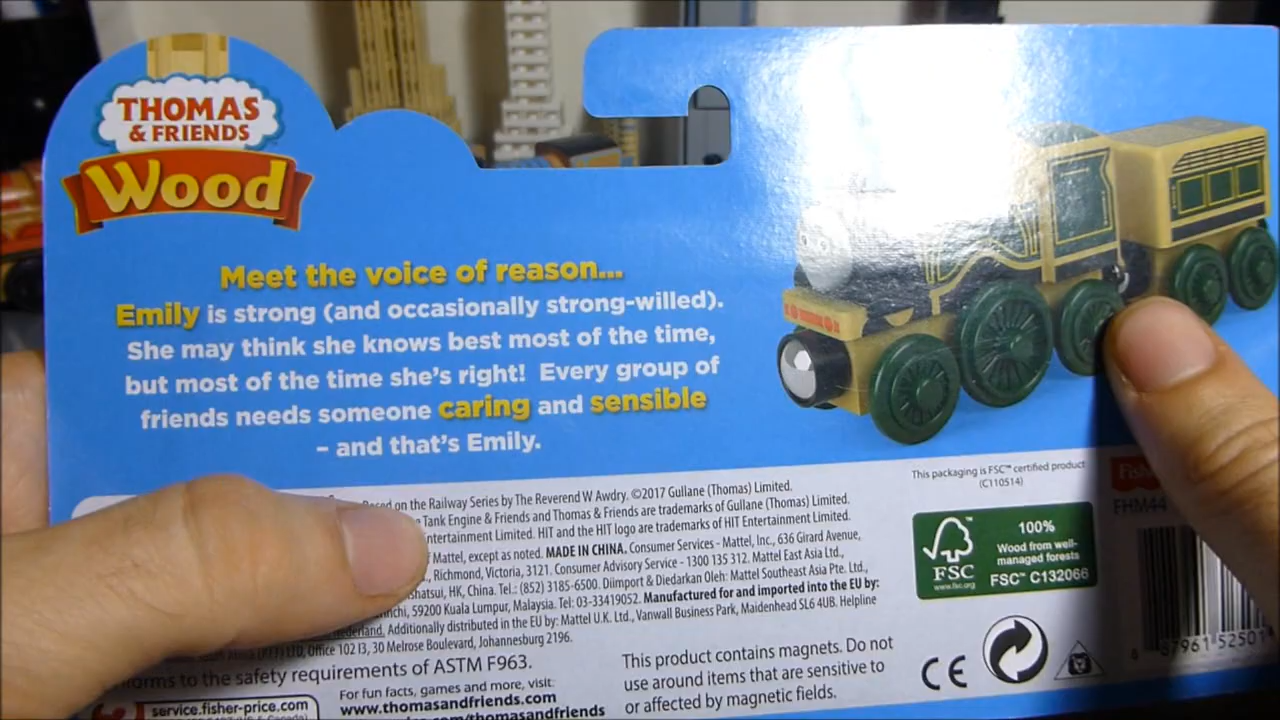 THOMAS
& FRIENDS
Wood
Meet the voice of reason...
Emily is strong (and occasionally strong-willed).
She may think she knows best most of the time,
but most of the time she's right! Every group of
friends needs someone caring and sensible
– and that's Emily.
Based on the Railway Series by The Reverend W Awdry. ©2017 Gullane (Thomas) Limited.
Tank Engine & Friends and Thomas & Friends are trademarks of Gullane (Thomas) Limited.
Entertainment Limited. HIT and the HIT logo are trademarks of HIT Entertainment Limited.
Mattel, except as noted. MADE IN CHINA. Consumer Services - Mattel, Inc., 636 Girard Avenue,
, Richmond, Victoria, 3121. Consumer Advisory Service - 1300 135 312. Mattel East Asia Ltd.,
HK, China. Tel.: (852) 3185-6500. Diimport & Diedarkan Oleh: Mattel Southeast Asia Pte. Ltd.,
59200 Kuala Lumpur, Malaysia. Tel: 03-33419052. Manufactured for and imported into the EU by:
Nederland. Additionally distributed in the EU by: Mattel U.K. Ltd., Vanwall Business Park, Maidenhead SL6 4UB. Helpline
LTD, Office 102 I3, 30 Melrose Boulevard, Johannesburg 2196.
to the safety requirements of ASTM F963.
service.fisher-price.com
For fun facts, games and more, visit:
www.thomasandfriends.com
.com/thomasandfriends
This product contains magnets. Do not
use around items that are sensitive to
or affected by magnetic fields.
This packaging is FSC™ certified product
(C110514)
FSC
www.fsc.org
100%
Wood from well-
managed forests
FSC™ C132066
CE
FHM44
87961 52501